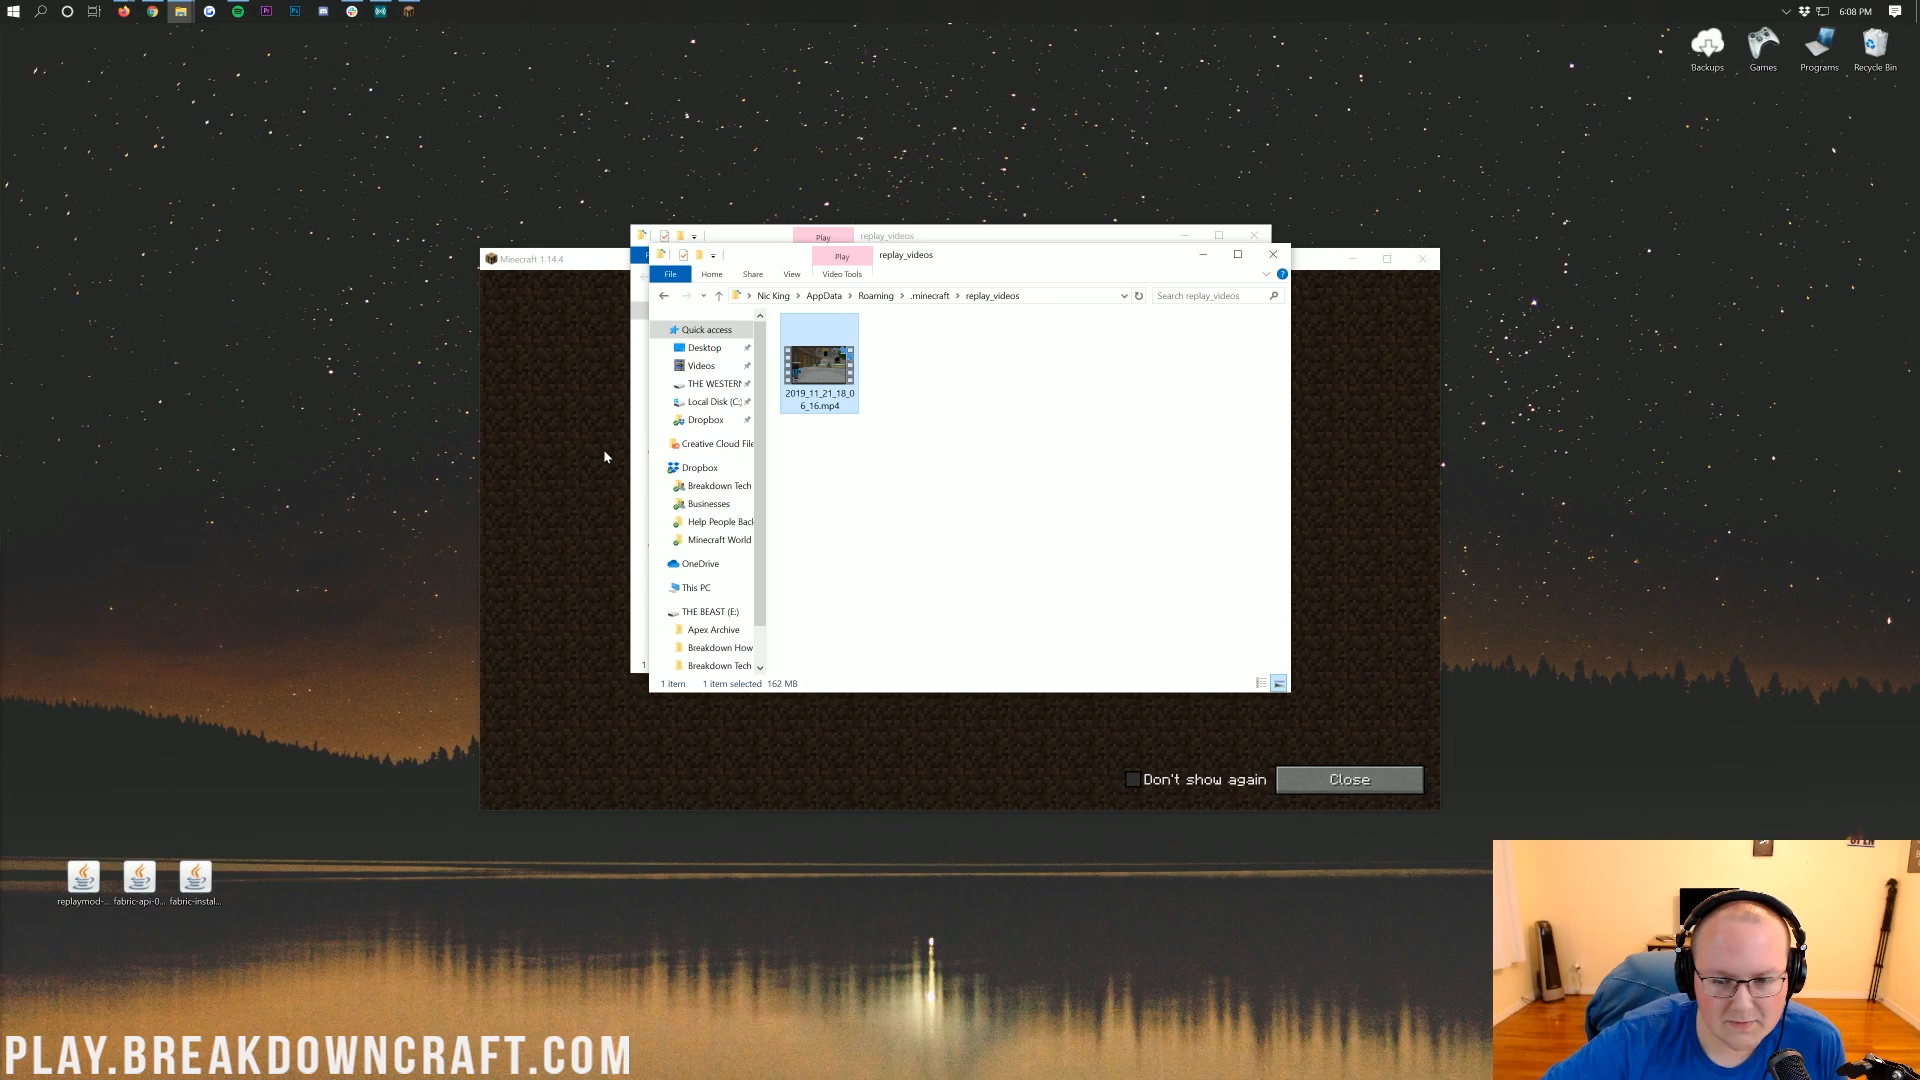 6:08 PM
Backups
Games
Programs
Recycle Bin
Play
replay_videos
Minecraft 1.14.4
Play
replay_videos
File
Home
Share
View
Video Tools
Nic King
AppData
Roaming
.minecraft
replay_videos
Search replay_videos
Quick access
Desktop
Videos
THE WESTERN
Local Disk (C:)
Dropbox
Creative Cloud File
Dropbox
Breakdown Tech
Businesses
Help People Back
Minecraft World
OneDrive
This PC
THE BEAST (E:)
Apex Archive
Breakdown How
Breakdown Tech
2019_11_21_18_0
6_16.mp4
1
1 item
1 item selected
162 MB
Don't show again
Close
replaymod-...
fabric-api-0...
fabric-instal...
PLAY.BREAKDOWNCRAFT.COM